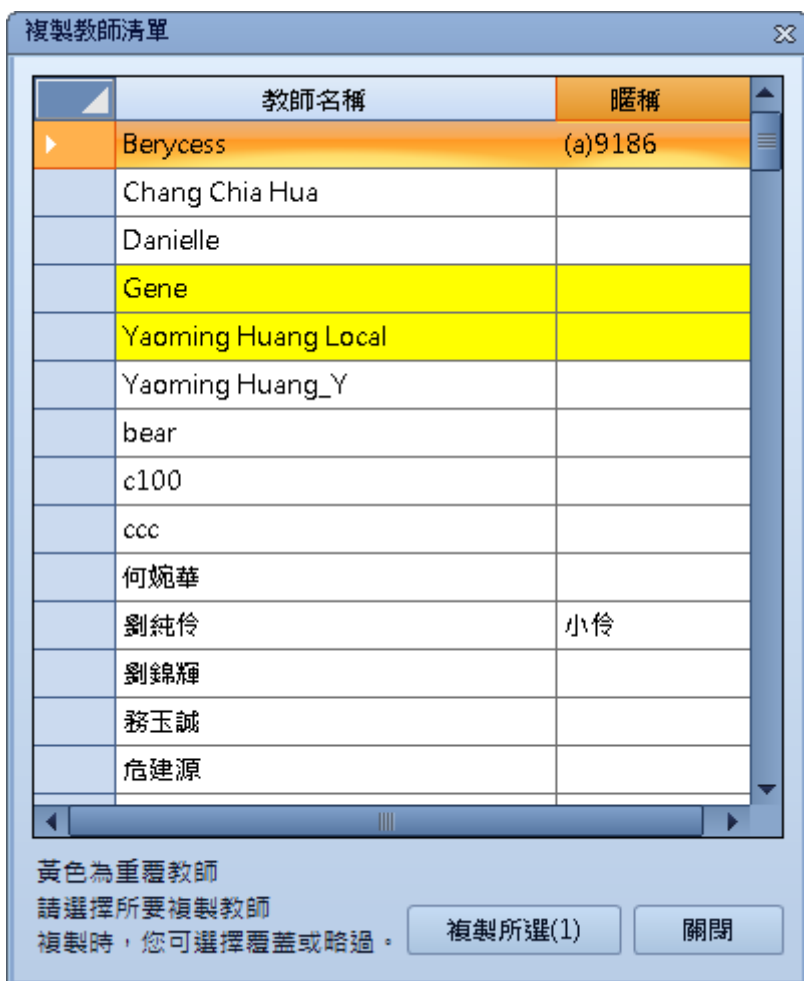 複製教師清單
教師名稱 暱稱
Berycess (a)9186
Chang Chia Hua
Danielle
Gene
Yaoming Huang Local
Yaoming Huang_Y
bear
c100
ccc
何婉華
劉純伶 小伶
劉錦輝
務玉誠
危建源
黃色為重覆教師
請選擇所要複製教師
複製時，您可選擇覆蓋或略過。
複製所選(1) 關閉